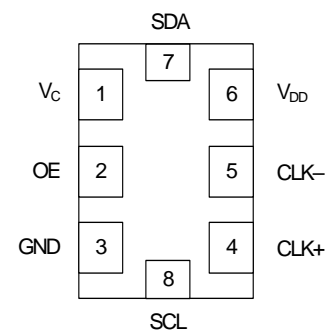 SDA
7
V_C 1 6 V_DD
OE 2 5 CLK–
GND 3 4 CLK+
8
SCL